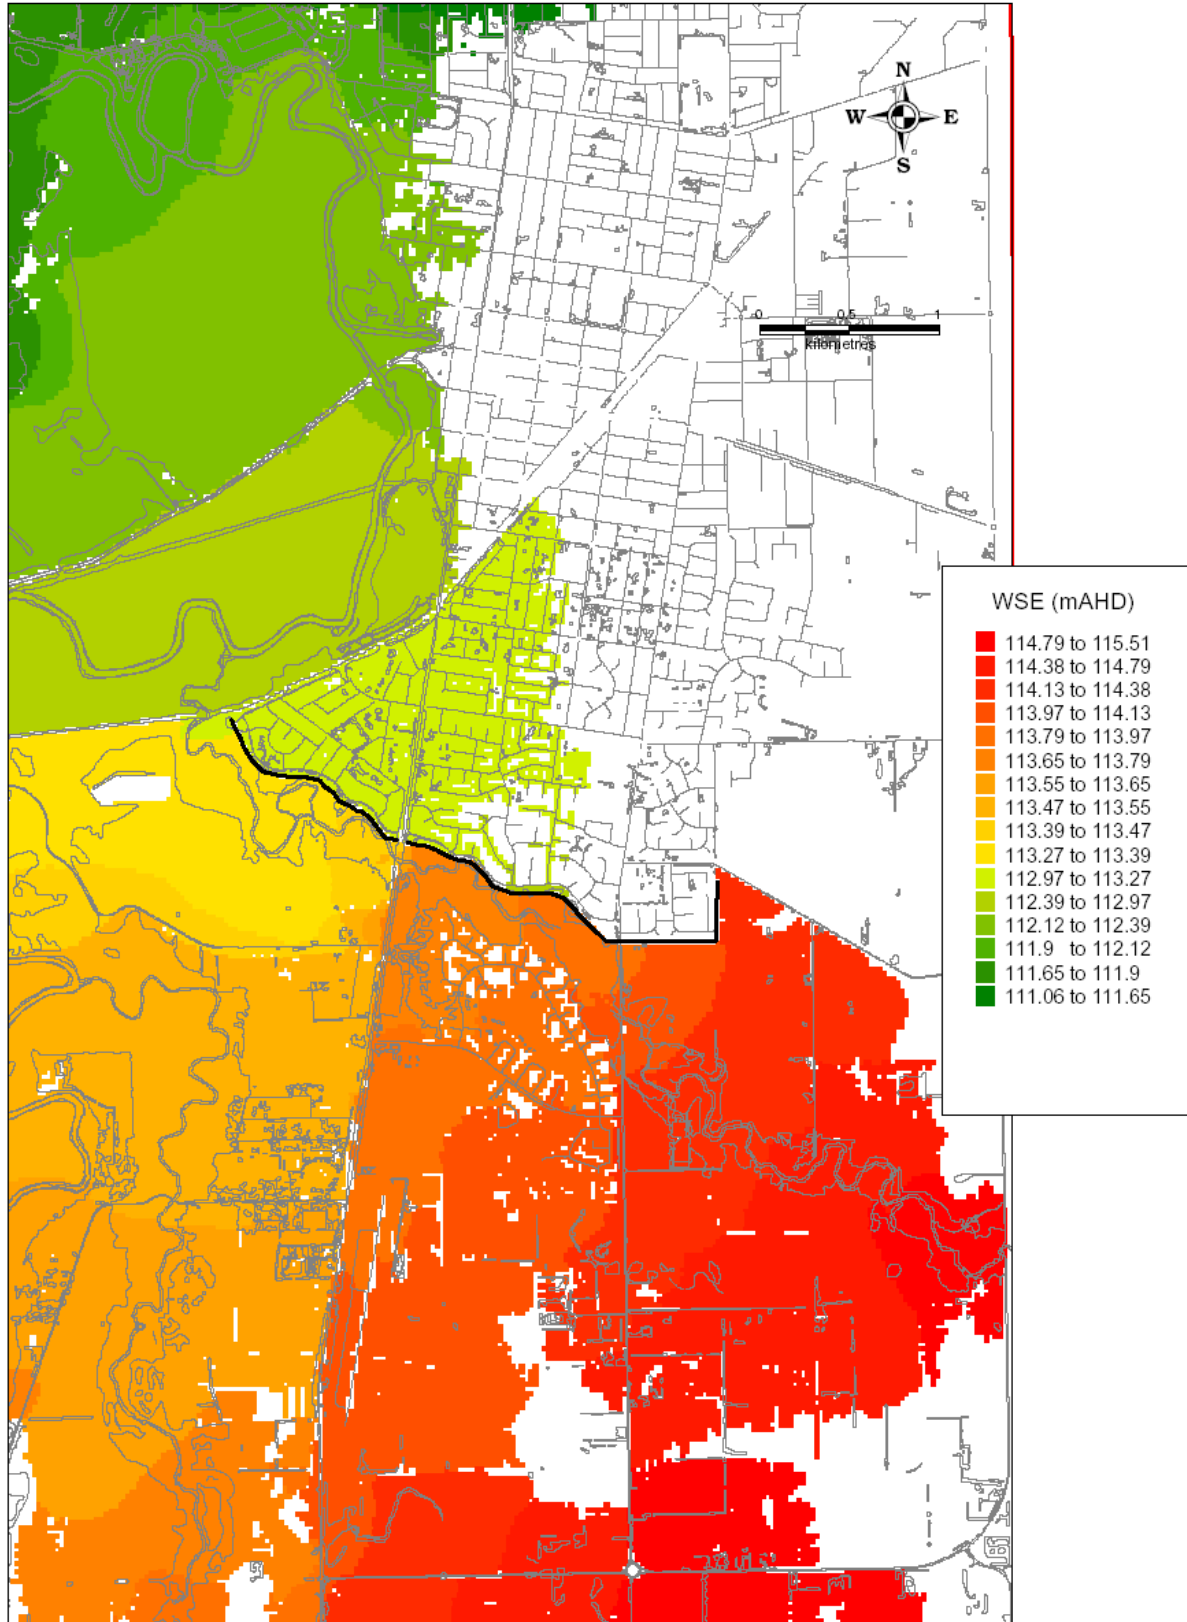 N
W E
S
0 0.5 1
kilometres
WSE (mAHD)
114.79 to 115.51
114.38 to 114.79
114.13 to 114.38
113.97 to 114.13
113.79 to 113.97
113.65 to 113.79
113.55 to 113.65
113.47 to 113.55
113.39 to 113.47
113.27 to 113.39
112.97 to 113.27
112.39 to 112.97
112.12 to 112.39
111.9 to 112.12
111.65 to 111.9
111.06 to 111.65